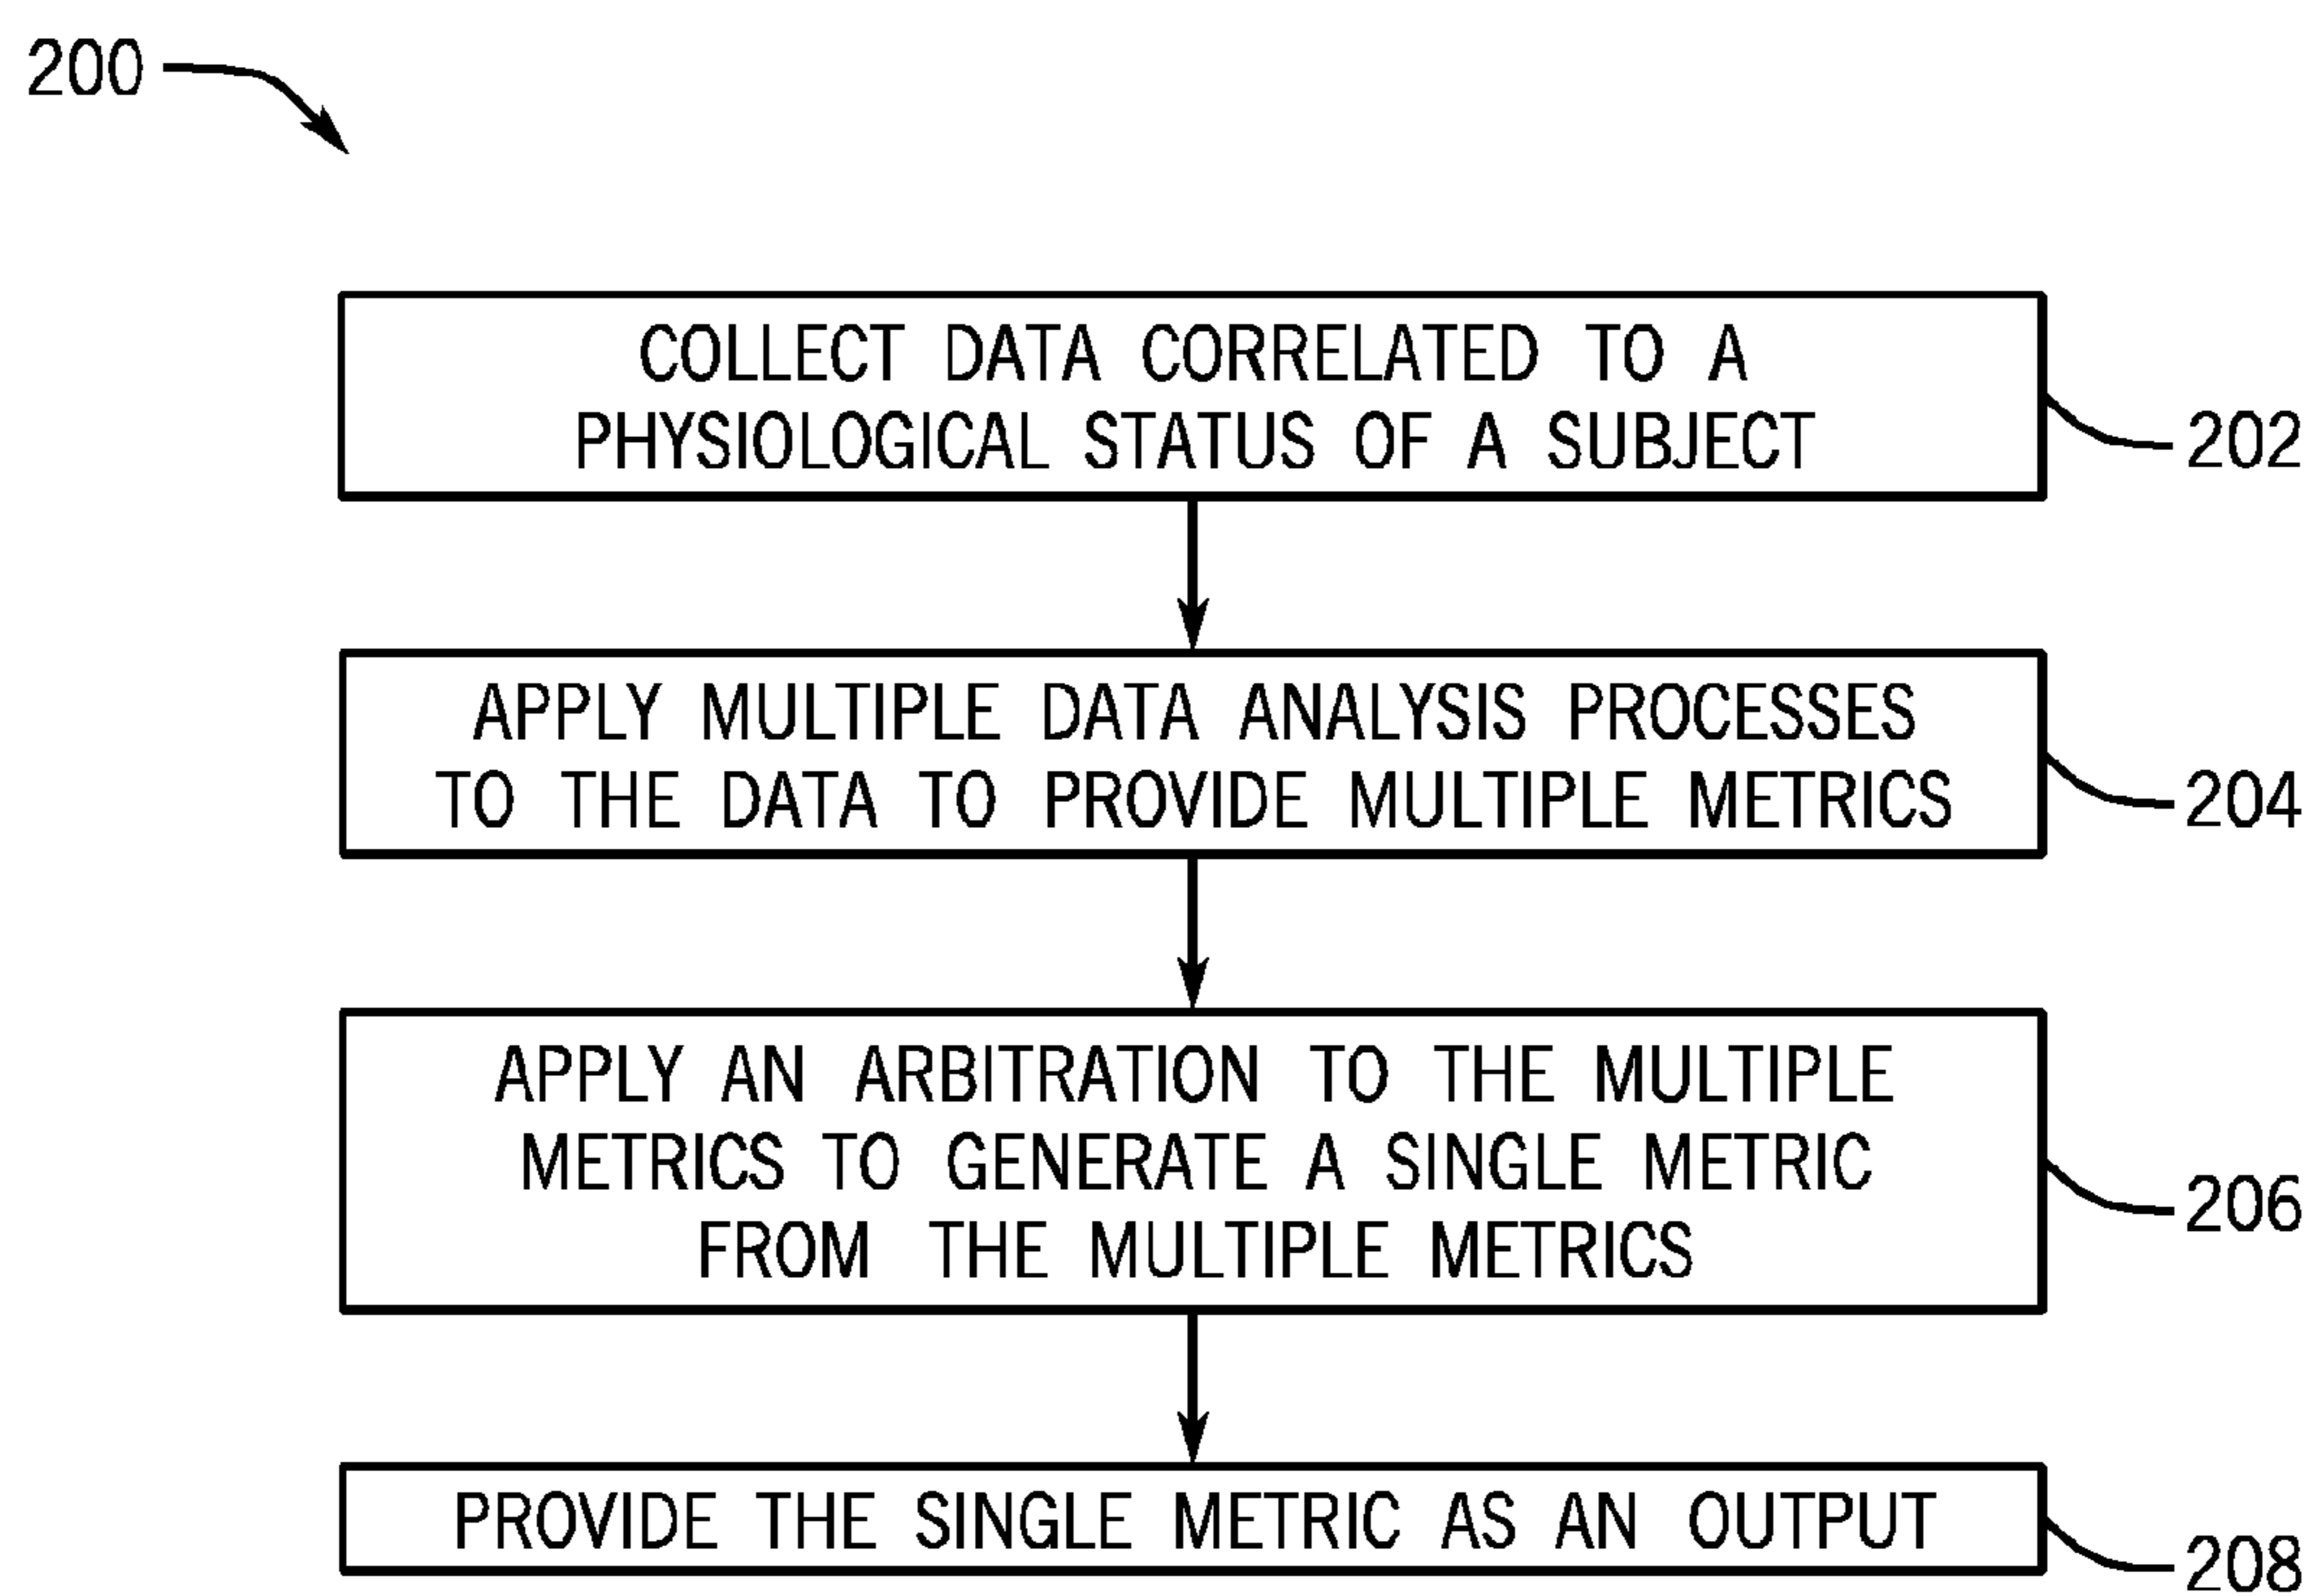 200
COLLECT DATA CORRELATED TO A
PHYSIOLOGICAL STATUS OF A SUBJECT
202
APPLY MULTIPLE DATA ANALYSIS PROCESSES
TO THE DATA TO PROVIDE MULTIPLE METRICS
204
APPLY AN ARBITRATION TO THE MULTIPLE
METRICS TO GENERATE A SINGLE METRIC
FROM THE MULTIPLE METRICS
206
PROVIDE THE SINGLE METRIC AS AN OUTPUT
208